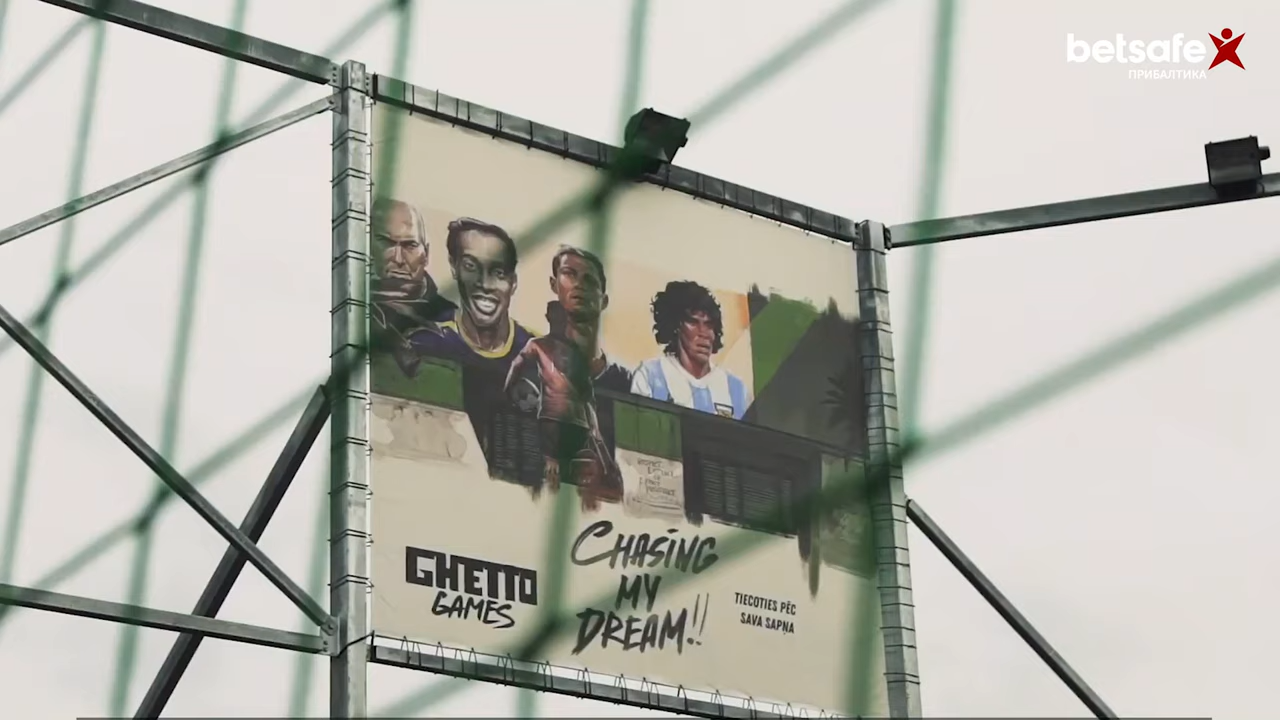 betsafe
ПРИБАЛТИКА
GHETTO
GAMES
CHASING
MY
DREAM!!
TIECOTIES PĒC
SAVA SAPŅA